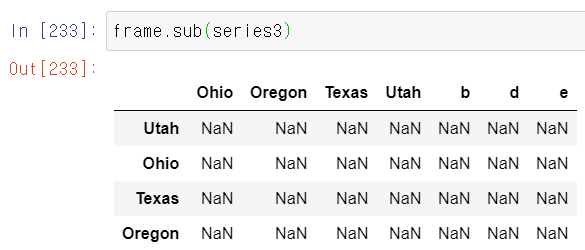 In [233]: frame.sub(series3)
Out[233]:
Ohio Oregon Texas Utah b d e
Utah NaN NaN NaN NaN NaN NaN NaN
Ohio NaN NaN NaN NaN NaN NaN NaN
Texas NaN NaN NaN NaN NaN NaN NaN
Oregon NaN NaN NaN NaN NaN NaN NaN